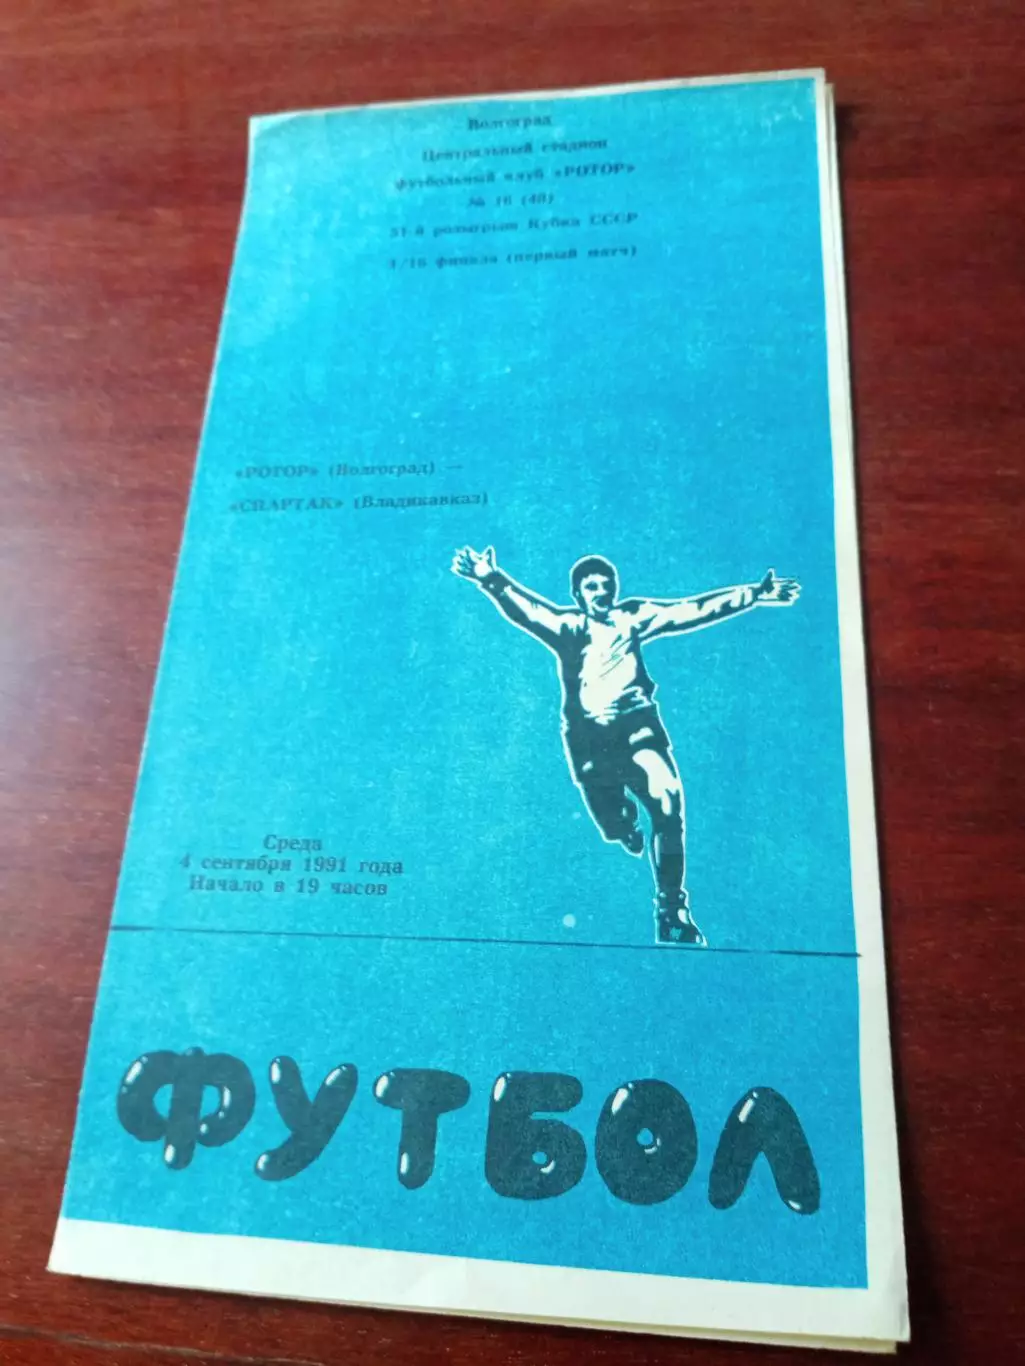 Волгоград
Центральный стадион
футбольный клуб «РОТОР»
№ 16 (40)
51-й розыгрыш Кубка СССР
1/16 финала (первый матч)
«РОТОР» (Волгоград) —
«СПАРТАК» (Владикавказ)
Среда
4 сентября 1991 года
Начало в 19 часов
ФУТБОЛ